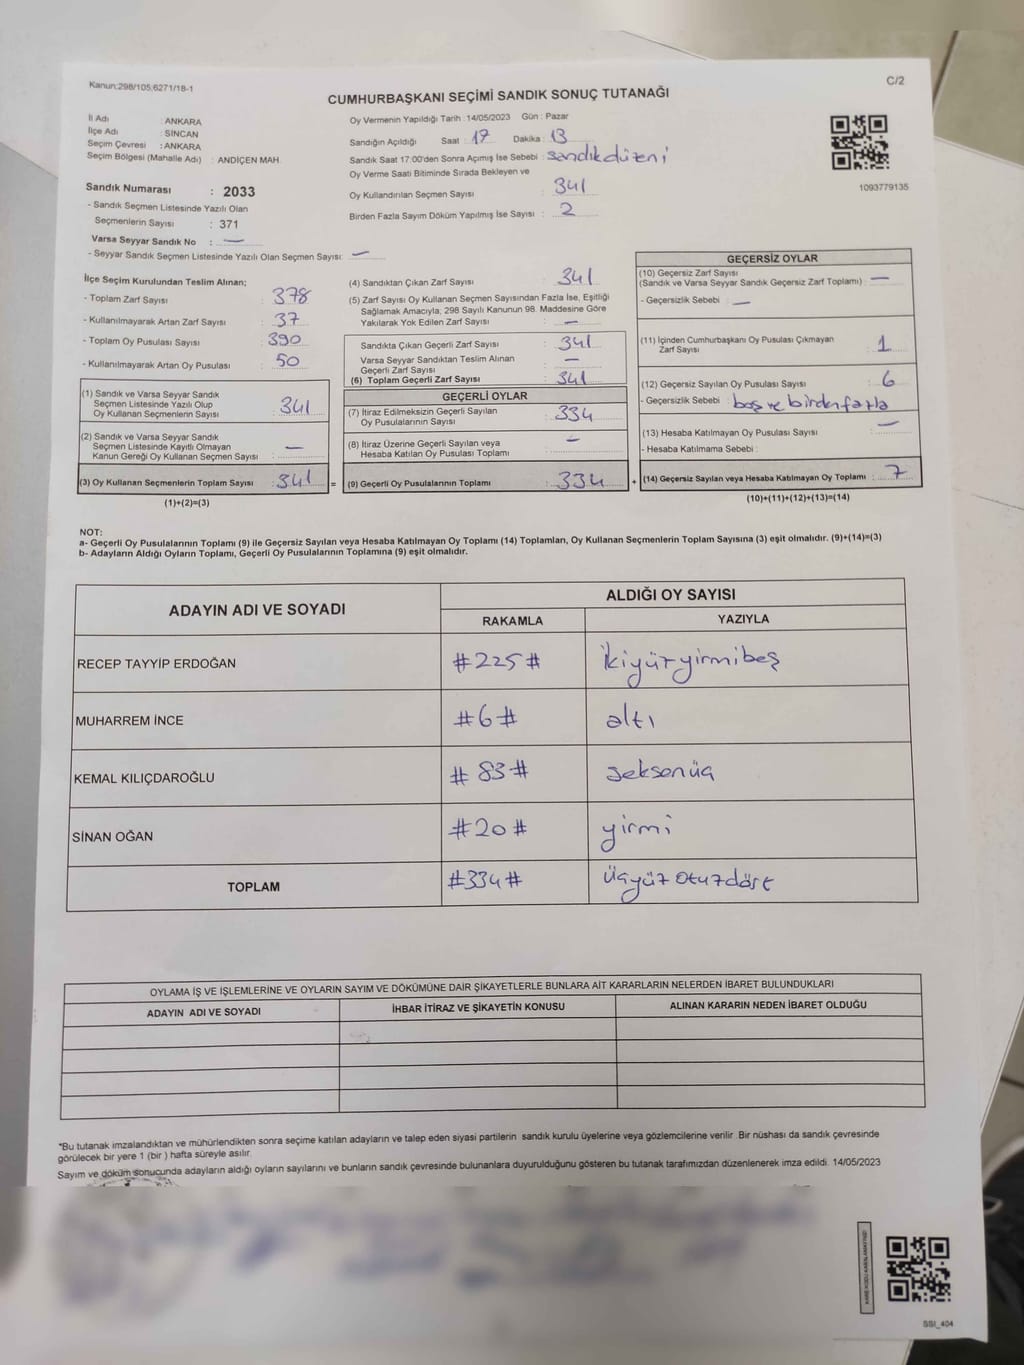 Kanun:298/105;6271/18-1
C/2
CUMHURBAŞKANI SEÇİMİ SANDIK SONUÇ TUTANAĞI
İl Adı : ANKARA
İlçe Adı : SİNCAN
Seçim Çevresi : ANKARA
Seçim Bölgesi (Mahalle Adı) : ANDİÇEN MAH.
Sandık Numarası : 2033
- Sandık Seçmen Listesinde Yazılı Olan
Seçmenlerin Sayısı : 371
Varsa Seyyar Sandık No : —
- Seyyar Sandık Seçmen Listesinde Yazılı Olan Seçmen Sayısı: —
Oy Vermenin Yapıldığı Tarih :14/05/2023 Gün : Pazar
Sandığın Açıldığı Saat : 17 Dakika : 13
Sandık Saat 17:00'den Sonra Açımış İse Sebebi : sandık düzeni
Oy Verme Saati Bitiminde Sırada Bekleyen ve
Oy Kullandırılan Seçmen Sayısı : 341
Birden Fazla Sayım Döküm Yapılmış İse Sayısı : 2
1093779135
İlçe Seçim Kurulundan Teslim Alınan;
- Toplam Zarf Sayısı : 378
- Kullanılmayarak Artan Zarf Sayısı : 37
- Toplam Oy Pusulası Sayısı : 390
- Kullanılmayarak Artan Oy Pusulası : 50
(1) Sandık ve Varsa Seyyar Sandık
Seçmen Listesinde Yazılı Olup
Oy Kullanan Seçmenlerin Sayısı : 341
(2) Sandık ve Varsa Seyyar Sandık
Seçmen Listesinde Kayıtlı Olmayan
Kanun Gereği Oy Kullanan Seçmen Sayısı : —
(3) Oy Kullanan Seçmenlerin Toplam Sayısı : 341
(1)+(2)=(3)
(4) Sandıktan Çıkan Zarf Sayısı : 341
(5) Zarf Sayısı Oy Kullanan Seçmen Sayısından Fazla İse, Eşitliği
Sağlamak Amacıyla, 298 Sayılı Kanunun 98. Maddesine Göre
Yakılarak Yok Edilen Zarf Sayısı : —
Sandıkta Çıkan Geçerli Zarf Sayısı : 341
Varsa Seyyar Sandıktan Teslim Alınan
Geçerli Zarf Sayısı : —
(6) Toplam Geçerli Zarf Sayısı : 341
GEÇERLİ OYLAR
(7) İtiraz Edilmeksizin Geçerli Sayılan
Oy Pusulalarının Sayısı : 334
(8) İtiraz Üzerine Geçerli Sayılan veya
Hesaba Katılan Oy Pusulası Toplamı : —
= (9) Geçerli Oy Pusulalarının Toplamı : 334
GEÇERSİZ OYLAR
(10) Geçersiz Zarf Sayısı
(Sandık ve Varsa Seyyar Sandık Geçersiz Zarf Toplamı) : —
- Geçersizlik Sebebi : —
(11) İçinden Cumhurbaşkanı Oy Pusulası Çıkmayan
Zarf Sayısı : 1
(12) Geçersiz Sayılan Oy Pusulası Sayısı : 6
- Geçersizlik Sebebi : boş ve birden fazla
(13) Hesaba Katılmayan Oy Pusulası Sayısı : —
- Hesaba Katılmama Sebebi :
+ (14) Geçersiz Sayılan veya Hesaba Katılmayan Oy Toplamı : 7
(10)+(11)+(12)+(13)=(14)
NOT:
a- Geçerli Oy Pusulalarının Toplamı (9) ile Geçersiz Sayılan veya Hesaba Katılmayan Oy Toplamı (14) Toplamları, Oy Kullanan Seçmenlerin Toplam Sayısına (3) eşit olmalıdır. (9)+(14)=(3)
b- Adayların Aldığı Oyların Toplamı, Geçerli Oy Pusulalarının Toplamına (9) eşit olmalıdır.
ADAYIN ADI VE SOYADI
ALDIĞI OY SAYISI
RAKAMLA YAZIYLA
RECEP TAYYİP ERDOĞAN #225# ikiyüzyirmibeş
MUHARREM İNCE #6# altı
KEMAL KILIÇDAROĞLU #83# seksenüç
SİNAN OĞAN #20# yirmi
TOPLAM #334# üçyüz otuzdört
OYLAMA İŞ VE İŞLEMLERİNE VE OYLARIN SAYIM VE DÖKÜMÜNE DAİR ŞİKAYETLERLE BUNLARA AİT KARARLARIN NELERDEN İBARET BULUNDUKLARI
ADAYIN ADI VE SOYADI İHBAR İTİRAZ VE ŞİKAYETİN KONUSU ALINAN KARARIN NEDEN İBARET OLDUĞU
*Bu tutanak imzalandıktan ve mühürlendikten sonra seçime katılan adayların ve talep eden siyasi partilerin sandık kurulu üyelerine veya gözlemcilerine verilir. Bir nüshası da sandık çevresinde
görülecek bir yere 1 (bir ) hafta süreyle asılır.
Sayım ve döküm sonucunda adayların aldığı oyların sayılarını ve bunların sandık çevresinde bulunanlara duyurulduğunu gösteren bu tutanak tarafımızdan düzenlenerek imza edildi. 14/05/2023
KARE KODU KARALAMAYINIZ!
SSI_404